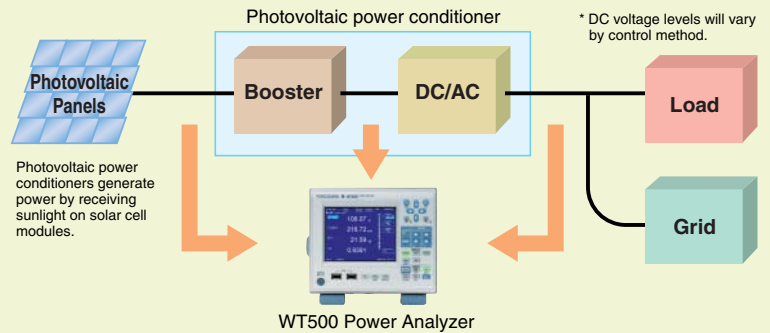 Photovoltaic power conditioner
* DC voltage levels will vary
by control method.
Photovoltaic
Panels
Booster
DC/AC
Load
Photovoltaic power
conditioners generate
power by receiving
sunlight on solar cell
modules.
Grid
WT500 Power Analyzer